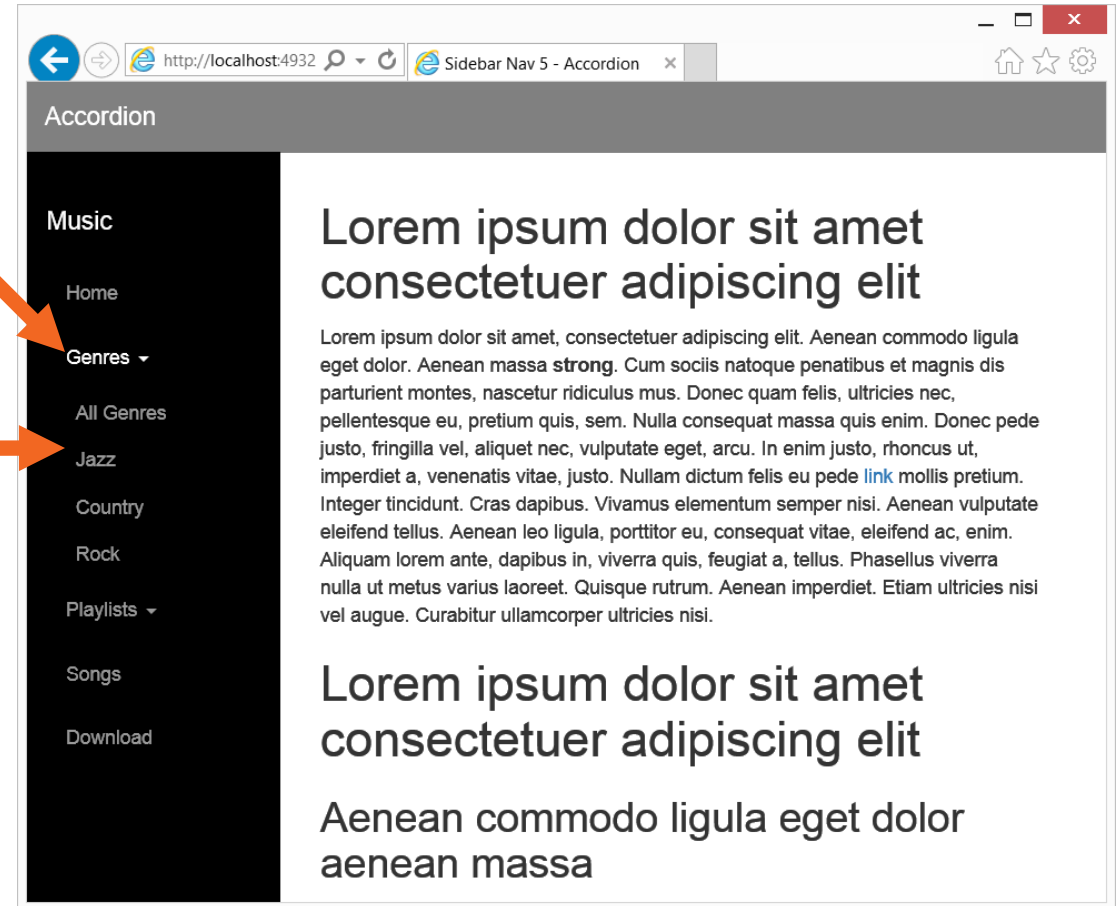 http://localhost:4932
Sidebar Nav 5 - Accordion
Accordion
Music
Home
Genres
All Genres
Jazz
Country
Rock
Playlists
Songs
Download
Lorem ipsum dolor sit amet
consectetuer adipiscing elit
Lorem ipsum dolor sit amet, consectetuer adipiscing elit. Aenean commodo ligula
eget dolor. Aenean massa strong. Cum sociis natoque penatibus et magnis dis
parturient montes, nascetur ridiculus mus. Donec quam felis, ultricies nec,
pellentesque eu, pretium quis, sem. Nulla consequat massa quis enim. Donec pede
justo, fringilla vel, aliquet nec, vulputate eget, arcu. In enim justo, rhoncus ut,
imperdiet a, venenatis vitae, justo. Nullam dictum felis eu pede link mollis pretium.
Integer tincidunt. Cras dapibus. Vivamus elementum semper nisi. Aenean vulputate
eleifend tellus. Aenean leo ligula, porttitor eu, consequat vitae, eleifend ac, enim.
Aliquam lorem ante, dapibus in, viverra quis, feugiat a, tellus. Phasellus viverra
nulla ut metus varius laoreet. Quisque rutrum. Aenean imperdiet. Etiam ultricies nisi
vel augue. Curabitur ullamcorper ultricies nisi.
Lorem ipsum dolor sit amet
consectetuer adipiscing elit
Aenean commodo ligula eget dolor
aenean massa